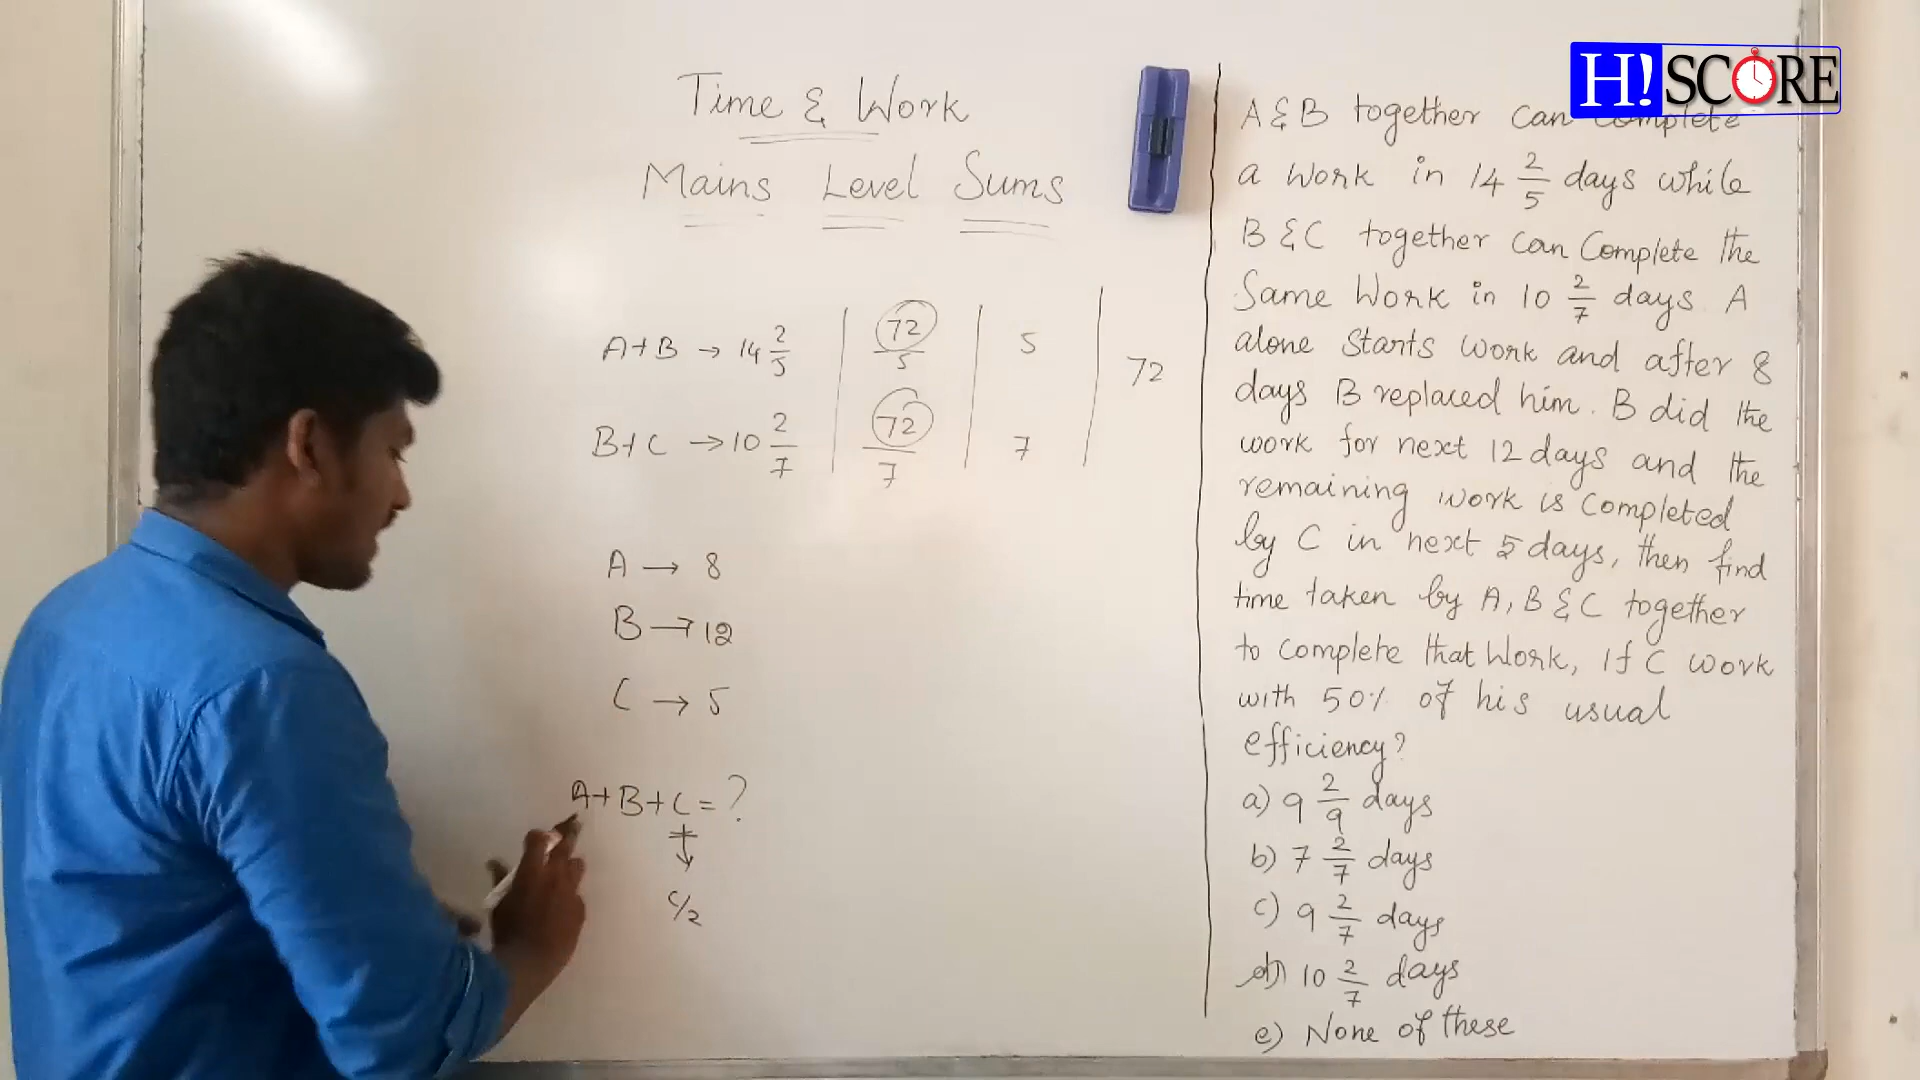 H!SCORE
Time & Work
Mains Level Sums
A+B → 14 2/5 | 72/5 | 5 | 72
B+C → 10 2/7 | 72/7 | 7
A → 8
B → 12
C → 5
A+B+C = ?
C/2
A & B together can complete
a work in 14 2/5 days while
B & C together can complete the
Same work in 10 2/7 days. A
alone starts work and after 8
days B replaced him. B did the
work for next 12 days and the
remaining work is completed
by C in next 5 days, then find
time taken by A, B & C together
to complete that work, If C work
with 50% of his usual
efficiency?
a) 9 2/9 days
b) 7 2/7 days
c) 9 2/7 days
d) 10 2/7 days
e) None of these